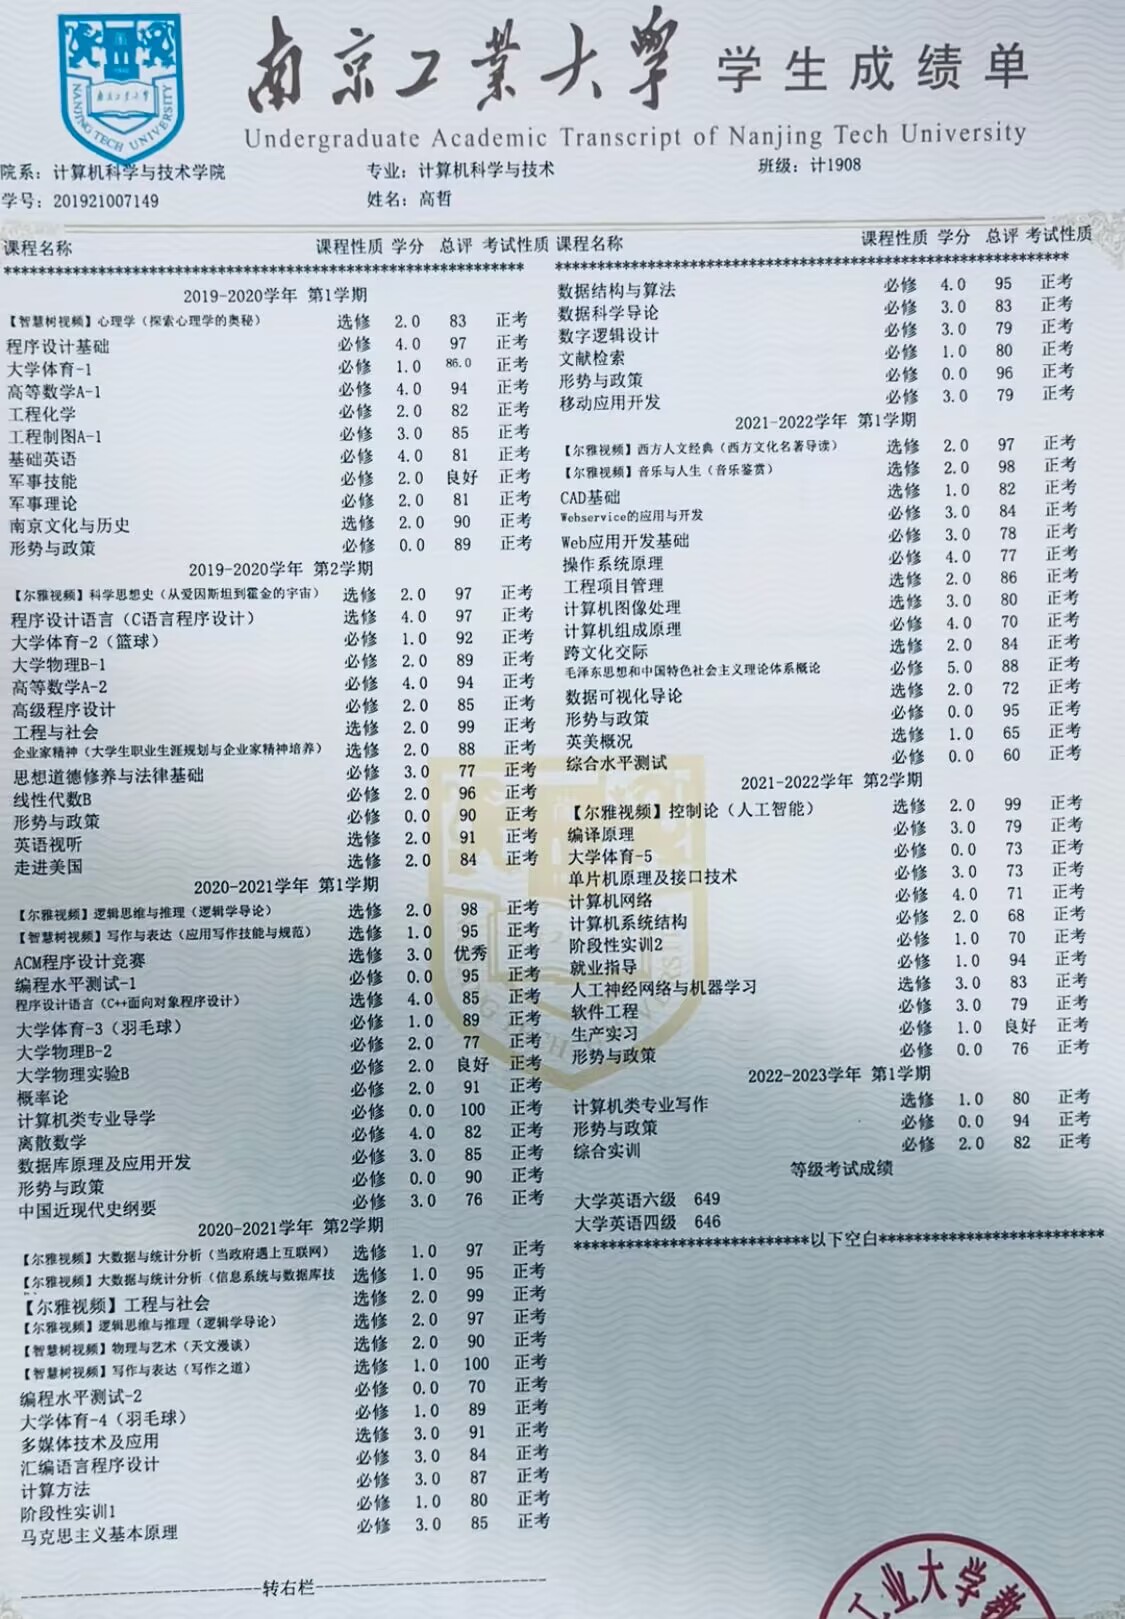 南京工业大学 学生成绩单
NANJING TECH UNIVERSITY
Undergraduate Academic Transcript of Nanjing Tech University
院系：计算机科学与技术学院 专业：计算机科学与技术 班级：计1908
学号：201921007149 姓名：高哲
课程名称 课程性质 学分 总评 考试性质
************************************************************
2019-2020学年 第1学期
【智慧树视频】心理学（探索心理学的奥秘） 选修 2.0 83 正考
程序设计基础 必修 4.0 97 正考
大学体育-1 必修 1.0 86.0 正考
高等数学A-1 必修 4.0 94 正考
工程化学 必修 2.0 82 正考
工程制图A-1 必修 3.0 85 正考
基础英语 必修 4.0 81 正考
军事技能 必修 2.0 良好 正考
军事理论 必修 2.0 81 正考
南京文化与历史 选修 2.0 90 正考
形势与政策 必修 0.0 89 正考
2019-2020学年 第2学期
【尔雅视频】科学思想史（从爱因斯坦到霍金的宇宙） 选修 2.0 97 正考
程序设计语言（C语言程序设计） 选修 4.0 97 正考
大学体育-2（篮球） 必修 1.0 92 正考
大学物理B-1 必修 2.0 89 正考
高等数学A-2 必修 4.0 94 正考
高级程序设计 必修 2.0 85 正考
工程与社会 选修 2.0 99 正考
企业家精神（大学生职业生涯规划与企业家精神培养） 选修 2.0 88 正考
思想道德修养与法律基础 必修 3.0 77 正考
线性代数B 必修 2.0 96 正考
形势与政策 必修 0.0 90 正考
英语视听 选修 2.0 91 正考
走进美国 选修 2.0 84 正考
2020-2021学年 第1学期
【尔雅视频】逻辑思维与推理（逻辑学导论） 选修 2.0 98 正考
【智慧树视频】写作与表达（应用写作技能与规范） 选修 1.0 95 正考
ACM程序设计竞赛 选修 3.0 优秀 正考
编程水平测试-1 必修 0.0 95 正考
程序设计语言（C++面向对象程序设计） 选修 4.0 85 正考
大学体育-3（羽毛球） 必修 1.0 89 正考
大学物理B-2 必修 2.0 77 正考
大学物理实验B 必修 2.0 良好 正考
概率论 必修 2.0 91 正考
计算机类专业导学 必修 0.0 100 正考
离散数学 必修 4.0 82 正考
数据库原理及应用开发 必修 3.0 85 正考
形势与政策 必修 0.0 90 正考
中国近现代史纲要 必修 3.0 76 正考
2020-2021学年 第2学期
【尔雅视频】大数据与统计分析（当政府遇上互联网） 选修 1.0 97 正考
【尔雅视频】大数据与统计分析（信息系统与数据库技 选修 1.0 95 正考
【尔雅视频】工程与社会 选修 2.0 99 正考
【尔雅视频】逻辑思维与推理（逻辑学导论） 选修 2.0 97 正考
【智慧树视频】物理与艺术（天文漫谈） 选修 2.0 90 正考
【智慧树视频】写作与表达（写作之道） 选修 1.0 100 正考
编程水平测试-2 必修 0.0 70 正考
大学体育-4（羽毛球） 必修 1.0 89 正考
多媒体技术及应用 选修 3.0 91 正考
汇编语言程序设计 必修 3.0 84 正考
计算方法 必修 3.0 87 正考
阶段性实训1 必修 1.0 80 正考
马克思主义基本原理 必修 3.0 85 正考
--------------------转右栏--------------------
课程名称 课程性质 学分 总评 考试性质
************************************************************
数据结构与算法 必修 4.0 95 正考
数据科学导论 必修 3.0 83 正考
数字逻辑设计 必修 3.0 79 正考
文献检索 必修 1.0 80 正考
形势与政策 必修 0.0 96 正考
移动应用开发 必修 3.0 79 正考
2021-2022学年 第1学期
【尔雅视频】西方人文经典（西方文化名著导读） 选修 2.0 97 正考
【尔雅视频】音乐与人生（音乐鉴赏） 选修 2.0 98 正考
CAD基础 选修 1.0 82 正考
Webservice的应用与开发 必修 3.0 84 正考
Web应用开发基础 必修 3.0 78 正考
操作系统原理 必修 4.0 77 正考
工程项目管理 选修 2.0 86 正考
计算机图像处理 选修 3.0 80 正考
计算机组成原理 必修 4.0 70 正考
跨文化交际 选修 2.0 84 正考
毛泽东思想和中国特色社会主义理论体系概论 必修 5.0 88 正考
数据可视化导论 选修 2.0 72 正考
形势与政策 必修 0.0 95 正考
英美概况 选修 1.0 65 正考
综合水平测试 必修 0.0 60 正考
2021-2022学年 第2学期
【尔雅视频】控制论（人工智能） 选修 2.0 99 正考
编译原理 必修 3.0 79 正考
大学体育-5 必修 0.0 73 正考
单片机原理及接口技术 必修 3.0 73 正考
计算机网络 必修 4.0 71 正考
计算机系统结构 必修 2.0 68 正考
阶段性实训2 必修 1.0 70 正考
就业指导 必修 1.0 94 正考
人工神经网络与机器学习 选修 3.0 83 正考
软件工程 必修 3.0 79 正考
生产实习 必修 1.0 良好 正考
形势与政策 必修 0.0 76 正考
2022-2023学年 第1学期
计算机类专业写作 选修 1.0 80 正考
形势与政策 必修 0.0 94 正考
综合实训 必修 2.0 82 正考
等级考试成绩
大学英语六级 649
大学英语四级 646
***************************以下空白**************************
工业大学教